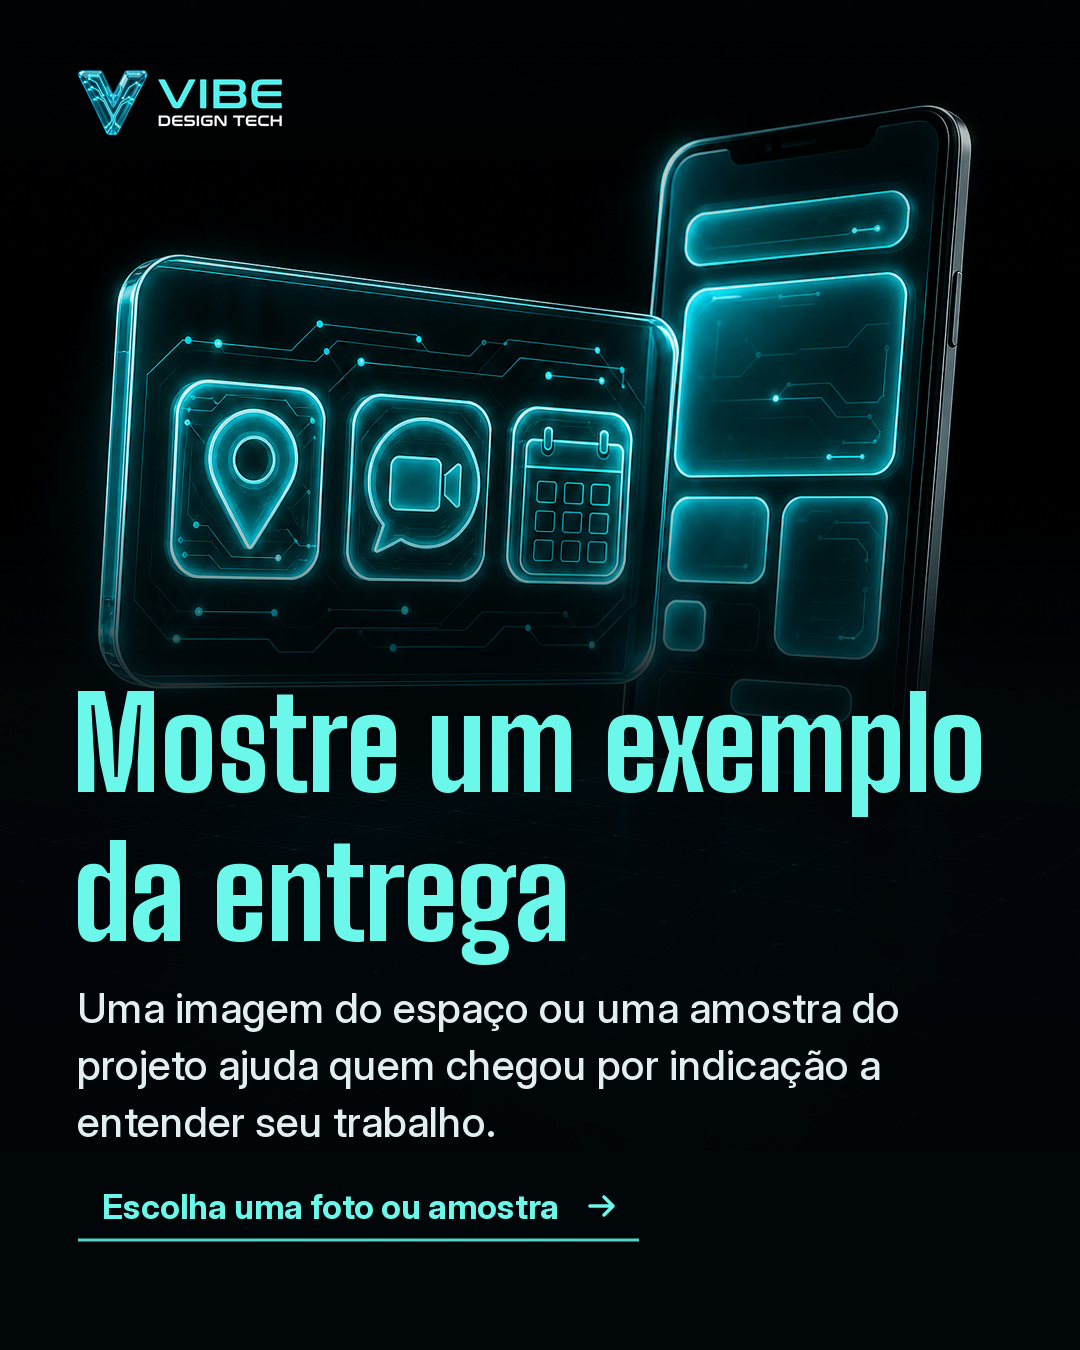 VIBE
DESIGN TECH
Mostre um exemplo
da entrega
Uma imagem do espaço ou uma amostra do
projeto ajuda quem chegou por indicação a
entender seu trabalho.
Escolha uma foto ou amostra →